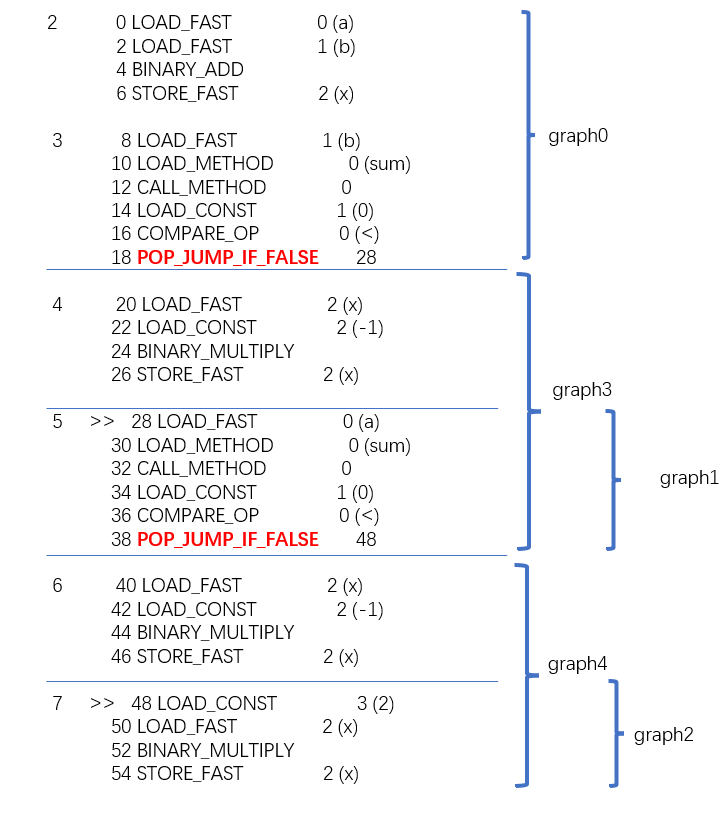 2 0 LOAD_FAST 0 (a)
2 LOAD_FAST 1 (b)
4 BINARY_ADD
6 STORE_FAST 2 (x)
3 8 LOAD_FAST 1 (b)
10 LOAD_METHOD 0 (sum)
12 CALL_METHOD 0
14 LOAD_CONST 1 (0)
16 COMPARE_OP 0 (<)
18 POP_JUMP_IF_FALSE 28
graph0
4 20 LOAD_FAST 2 (x)
22 LOAD_CONST 2 (-1)
24 BINARY_MULTIPLY
26 STORE_FAST 2 (x)
graph3
5 >> 28 LOAD_FAST 0 (a)
30 LOAD_METHOD 0 (sum)
32 CALL_METHOD 0
34 LOAD_CONST 1 (0)
36 COMPARE_OP 0 (<)
38 POP_JUMP_IF_FALSE 48
graph1
6 40 LOAD_FAST 2 (x)
42 LOAD_CONST 2 (-1)
44 BINARY_MULTIPLY
46 STORE_FAST 2 (x)
graph4
7 >> 48 LOAD_CONST 3 (2)
50 LOAD_FAST 2 (x)
52 BINARY_MULTIPLY
54 STORE_FAST 2 (x)
graph2